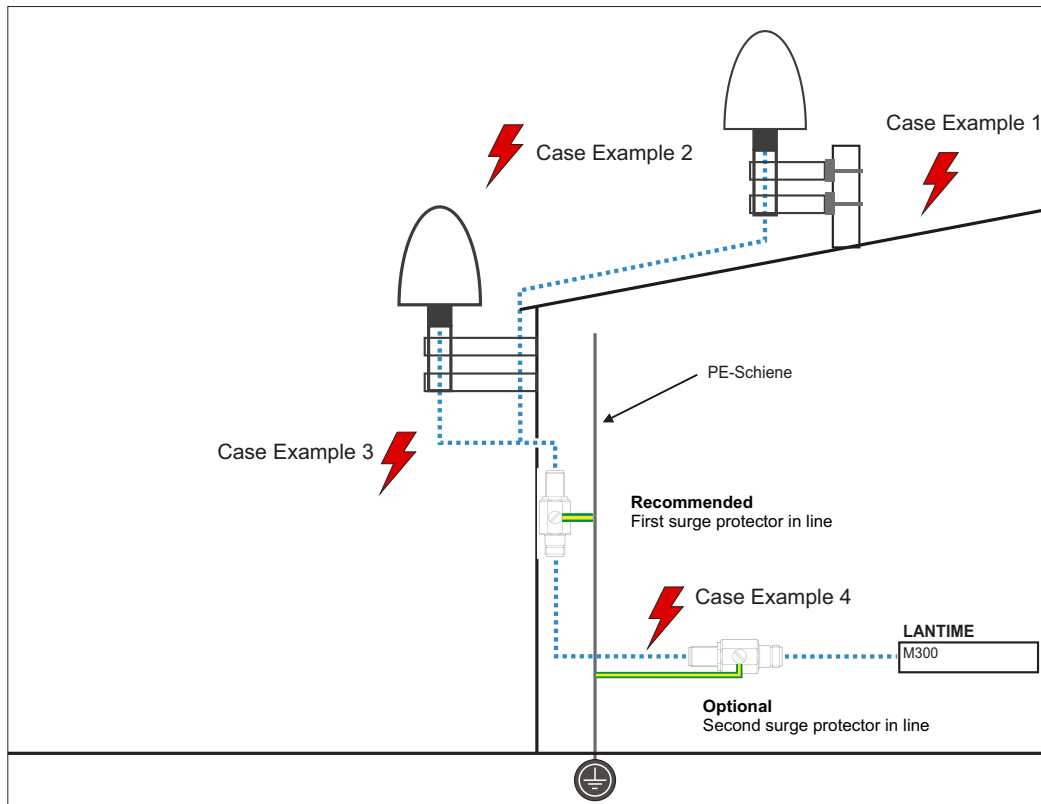 Case Example 1
Case Example 2
PE-Schiene
Case Example 3
Recommended
First surge protector in line
Case Example 4
LANTIME
M300
Optional
Second surge protector in line